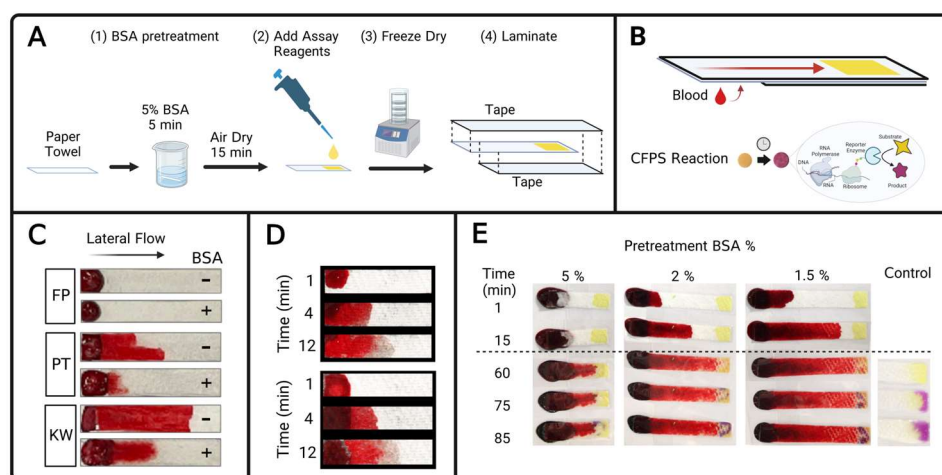 A
(1) BSA pretreatment
(2) Add Assay
Reagents
(3) Freeze Dry
(4) Laminate
Paper
Towel
5% BSA
5 min
Air Dry
15 min
Tape
Tape
B
Blood
CFPS Reaction
DNA
RNA
Polymerase
RNA
Ribosome
Reporter
Enzyme
Substrate
Product
C
Lateral Flow
BSA
FP
−
+
PT
−
+
KW
−
+
D
Time (min)
1
4
12
Time (min)
1
4
12
E
Pretreatment BSA %
Time
(min)
5 %
2 %
1.5 %
Control
1
15
60
75
85